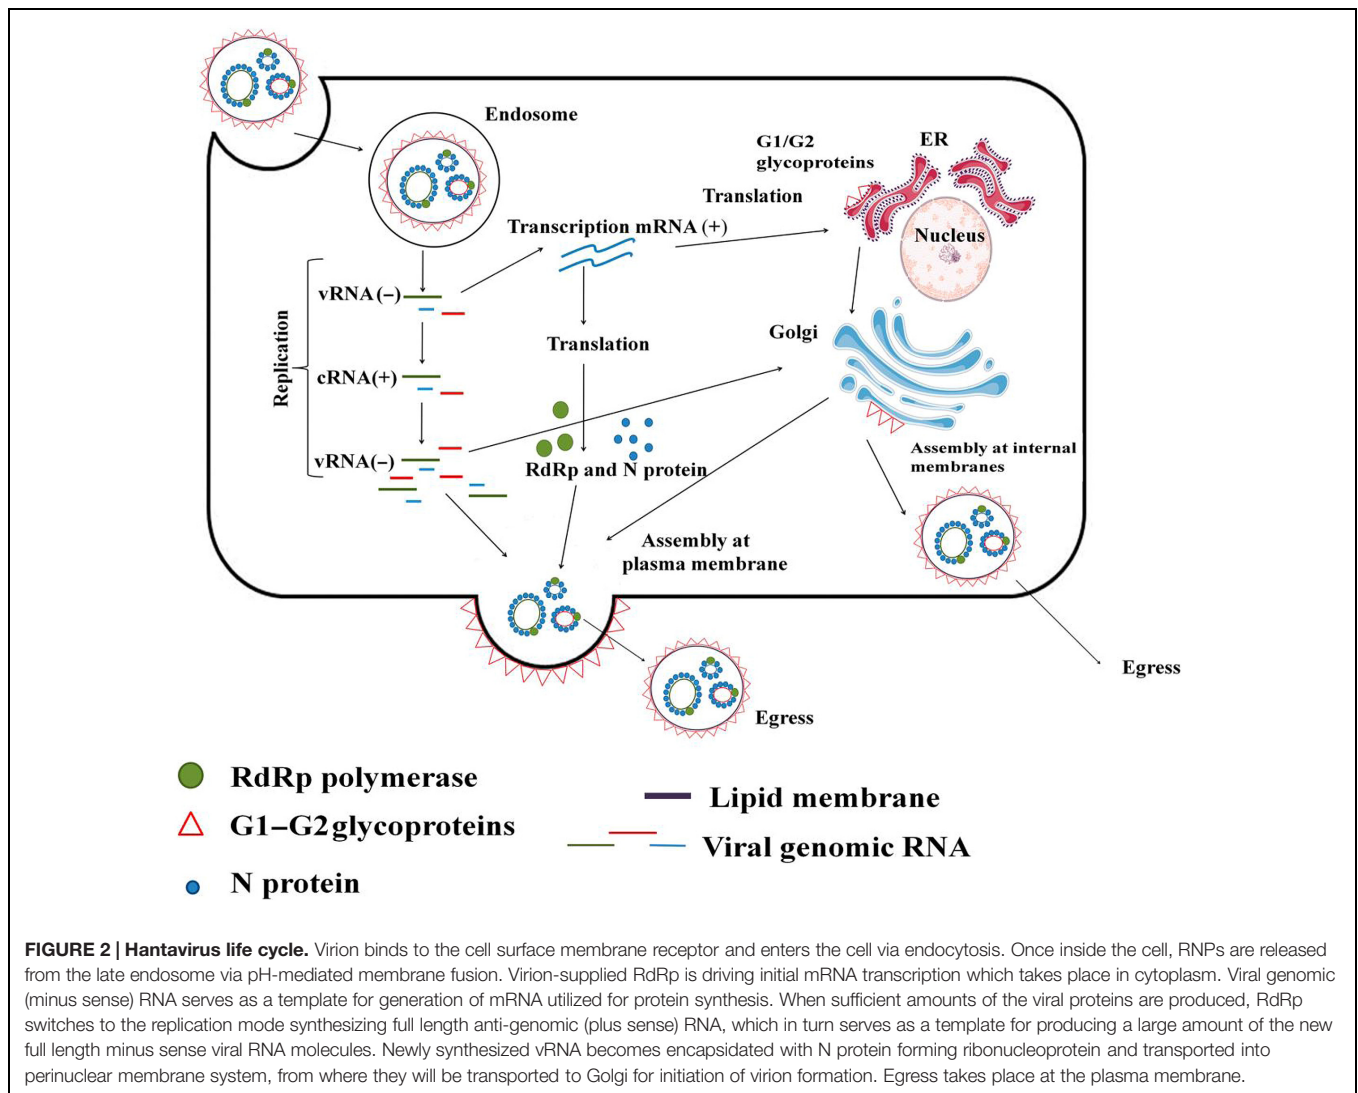 Endosome
G1/G2
glycoproteins
ER
Translation
Transcription mRNA (+)
Nucleus
vRNA(−)
Golgi
Translation
Replication
cRNA(+)
Assembly at internal
membranes
vRNA(−)
RdRp and N protein
Assembly at
plasma membrane
Egress
Egress
RdRp polymerase
Lipid membrane
G1−G2 glycoproteins
Viral genomic RNA
N protein
FIGURE 2 | Hantavirus life cycle. Virion binds to the cell surface membrane receptor and enters the cell via endocytosis. Once inside the cell, RNPs are released
from the late endosome via pH-mediated membrane fusion. Virion-supplied RdRp is driving initial mRNA transcription which takes place in cytoplasm. Viral genomic
(minus sense) RNA serves as a template for generation of mRNA utilized for protein synthesis. When sufficient amounts of the viral proteins are produced, RdRp
switches to the replication mode synthesizing full length anti-genomic (plus sense) RNA, which in turn serves as a template for producing a large amount of the new
full length minus sense viral RNA molecules. Newly synthesized vRNA becomes encapsidated with N protein forming ribonucleoprotein and transported into
perinuclear membrane system, from where they will be transported to Golgi for initiation of virion formation. Egress takes place at the plasma membrane.